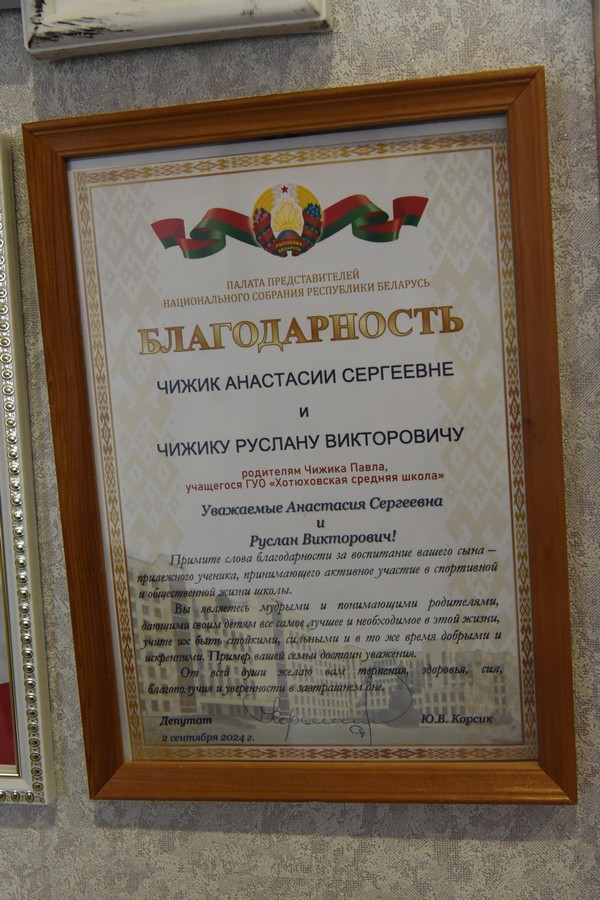 РЭСПУБЛІКА
БЕЛАРУСЬ
ПАЛАТА ПРЕДСТАВИТЕЛЕЙ
НАЦИОНАЛЬНОГО СОБРАНИЯ РЕСПУБЛИКИ БЕЛАРУСЬ
БЛАГОДАРНОСТЬ
ЧИЖИК АНАСТАСИИ СЕРГЕЕВНЕ
И
ЧИЖИКУ РУСЛАНУ ВИКТОРОВИЧУ
родителям Чижика Павла,
учащегося ГУО «Хотюховская средняя школа»
Уважаемые Анастасия Сергеевна
и
Руслан Викторович!
Примите слова благодарности за воспитание вашего сына –
прилежного ученика, принимающего активное участие в спортивной
и общественной жизни школы.
Вы являетесь мудрыми и понимающими родителями,
дающими своим детям все самое лучшее и необходимое в этой жизни,
учите их быть стойкими, сильными и в то же время добрыми и
искренними. Пример вашей семьи достоин уважения.
От всей души желаю вам терпения, здоровья, сил,
благополучия и уверенности в завтрашнем дне.
Депутат Ю.В. Корсик
2 сентября 2024 г.